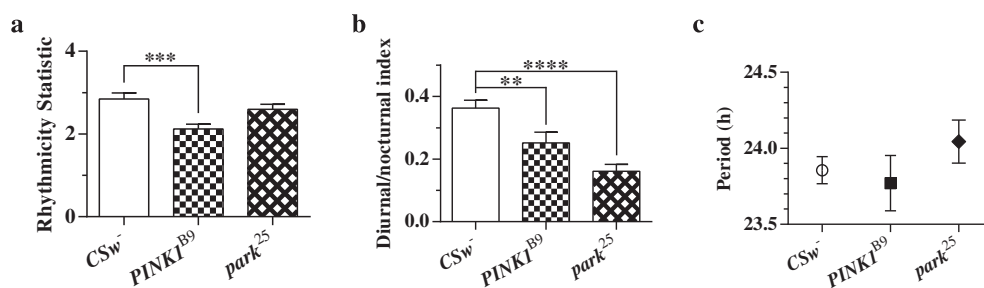 a
Rhythmicity Statistic
4
2
0
***
CSw⁻
PINK1ᴮ⁹
park²⁵
b
Diurnal/nocturnal index
0.4
0.2
0.0
****
**
CSw⁻
PINK1ᴮ⁹
park²⁵
c
Period (h)
24.5
24.0
23.5
CSw⁻
PINK1ᴮ⁹
park²⁵